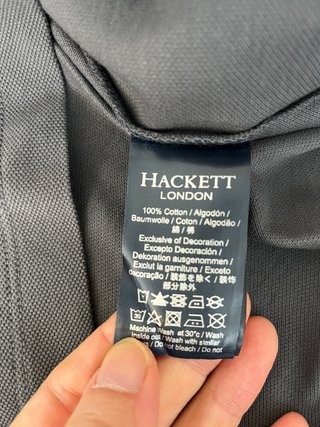 HACKETT
LONDON
100% Cotton / Algodón /
Baumwolle / Coton / Algodão /
綿 / 棉
Exclusive of Decoration /
Excepto Decoración /
Dekoration ausgenommen /
Exclut la garniture / Exceto
decoração / 装飾を除く / 装饰
部分除外
Machine Wash at 30°c / Wash
inside out / Wash with similar
/ Do not bleach / Do not